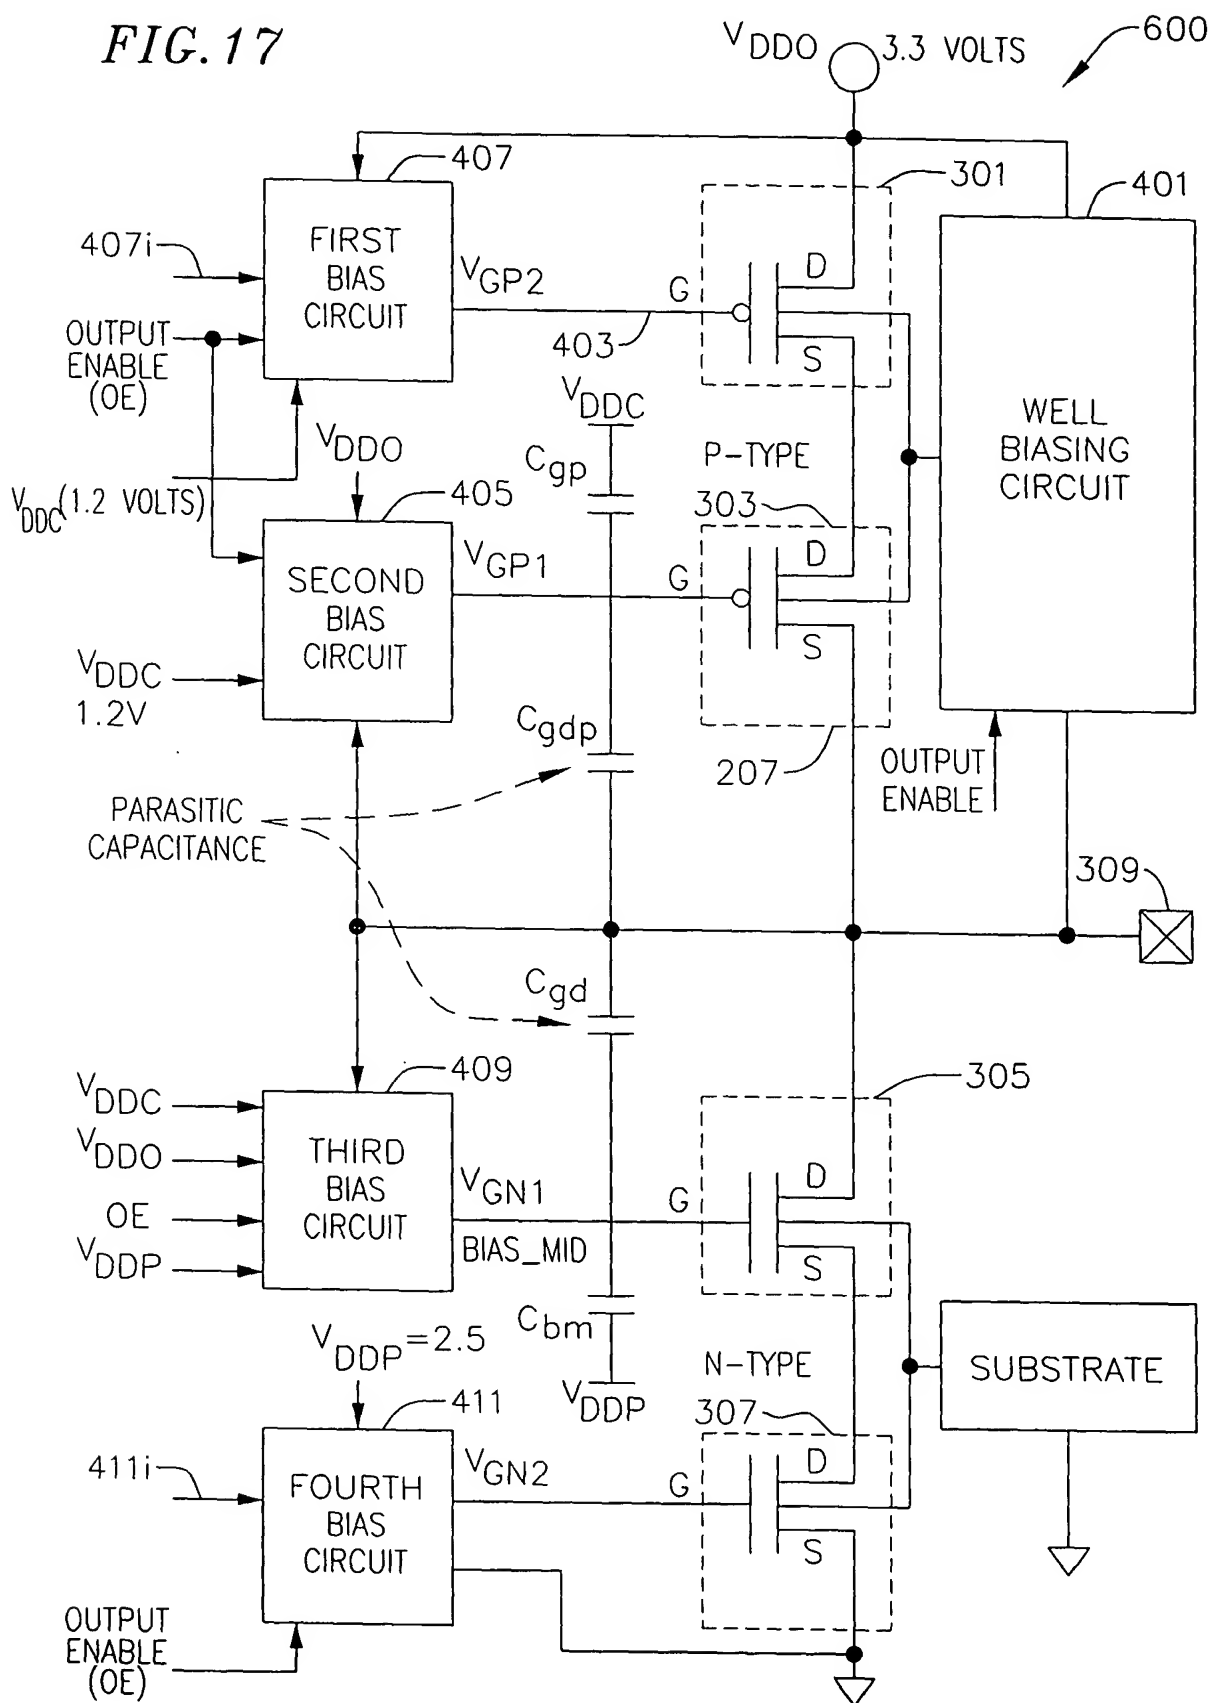 FIG. 17
VDDO 3.3 VOLTS
600
407
301
401
407i
FIRST
BIAS
CIRCUIT
VGP2
G
D
S
403
OUTPUT
ENABLE
(OE)
VDDC
VDDO
Cgp
P-TYPE
WELL
BIASING
CIRCUIT
VDDC (1.2 VOLTS)
405
303
SECOND
BIAS
CIRCUIT
VGP1
G
D
S
VDDC
1.2V
Cgdp
207
OUTPUT
ENABLE
PARASITIC
CAPACITANCE
309
Cgd
409
305
VDDC
VDDO
OE
VDDP
THIRD
BIAS
CIRCUIT
VGN1
BIAS_MID
G
D
S
Cbm
VDDP=2.5
VDDP
N-TYPE
SUBSTRATE
411
307
411i
FOURTH
BIAS
CIRCUIT
VGN2
G
D
S
OUTPUT
ENABLE
(OE)